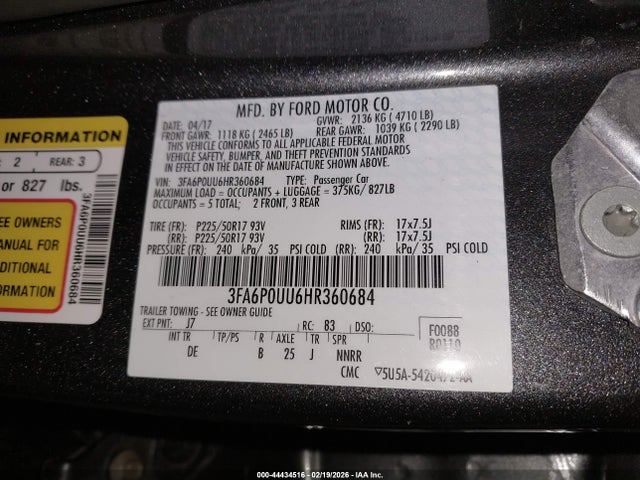 INFORMATION
2 REAR: 3
or 827 lbs.
EE OWNERS
ANUAL FOR
DDITIONAL
FORMATION
3FA6P0UU6HR360684
MFD. BY FORD MOTOR CO.
DATE: 04/17 GVWR: 2136 KG ( 4710 LB)
FRONT GAWR: 1118 KG ( 2465 LB) REAR GAWR: 1039 KG ( 2290 LB)
THIS VEHICLE CONFORMS TO ALL APPLICABLE FEDERAL MOTOR
VEHICLE SAFETY, BUMPER, AND THEFT PREVENTION STANDARDS
IN EFFECT ON THE DATE OF MANUFACTURE SHOWN ABOVE.
VIN: 3FA6P0UU6HR360684 TYPE: Passenger Car
MAXIMUM LOAD = OCCUPANTS + LUGGAGE = 375KG/ 827LB
OCCUPANTS = 5 TOTAL; 2 FRONT, 3 REAR
TIRE (FR): P225/50R17 93V RIMS (FR): 17x7.5J
(RR): P225/50R17 93V (RR): 17x7.5J
PRESSURE (FR): 240 kPa/ 35 PSI COLD (RR): 240 kPa/ 35 PSI COLD
3FA6P0UU6HR360684
TRAILER TOWING - SEE OWNER GUIDE
EXT PNT: J7 RC: 83 DSO: F0088
R0110
INT TR TP/PS R AXLE TR SPR
DE B 25 J NNRR
CMC ▽5U5A-5420472-AA
000-44434516 - 02/19/2026 - IAA Inc.